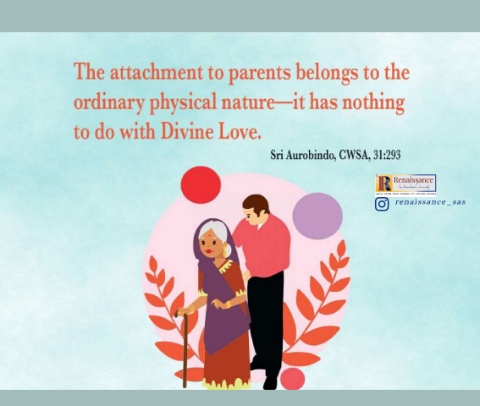 The attachment to parents belongs to the
ordinary physical nature—it has nothing
to do with Divine Love.
Sri Aurobindo, CWSA, 31:293
Renaissance
renaissance_sas